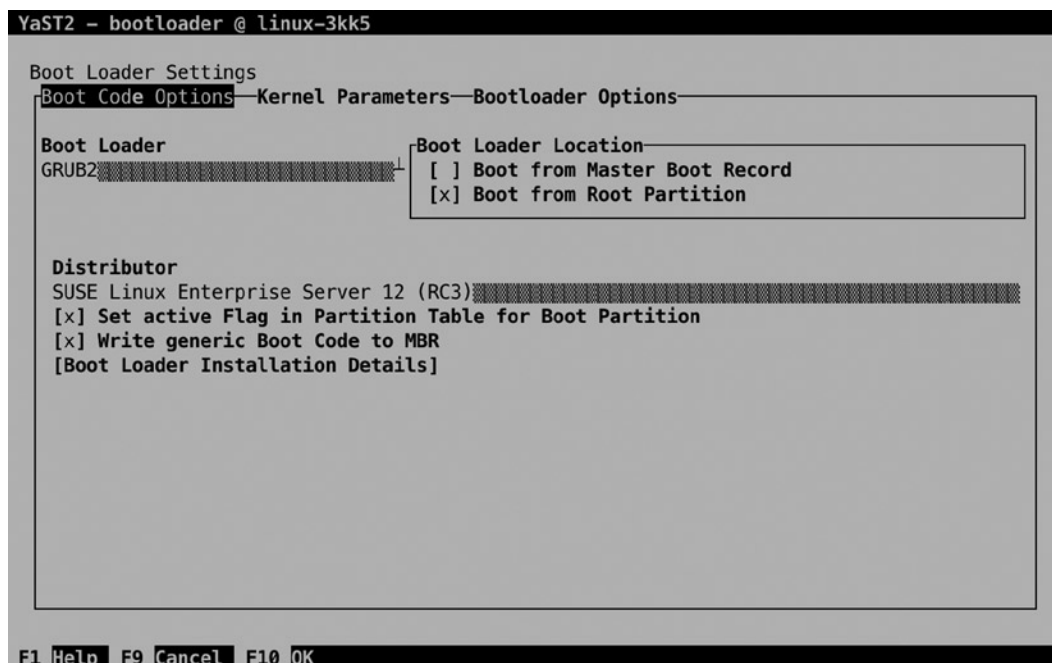 YaST2 – bootloader @ linux–3kk5
Boot Loader Settings
Boot Code Options Kernel Parameters Bootloader Options
Boot Loader
GRUB2
Boot Loader Location
[ ] Boot from Master Boot Record
[x] Boot from Root Partition
Distributor
SUSE Linux Enterprise Server 12 (RC3)
[x] Set active Flag in Partition Table for Boot Partition
[x] Write generic Boot Code to MBR
[Boot Loader Installation Details]
F1 Help F9 Cancel F10 OK